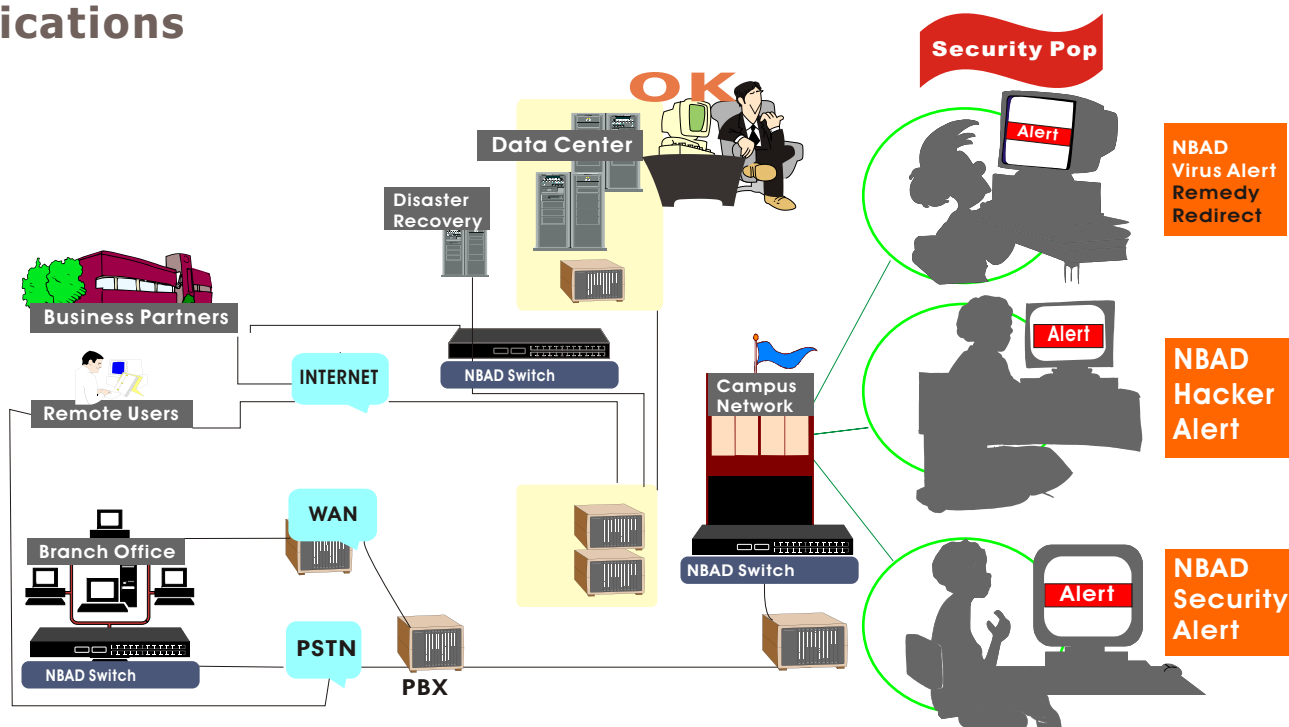 ications
Security Pop
OK
Alert
Data Center
NBAD
Virus Alert
Remedy
Redirect
Disaster
Recovery
Business Partners
Alert
INTERNET
NBAD Switch
Campus
Network
NBAD
Hacker
Alert
Remote Users
WAN
Branch Office
NBAD Switch
NBAD
Security
Alert
Alert
PSTN
NBAD Switch
PBX